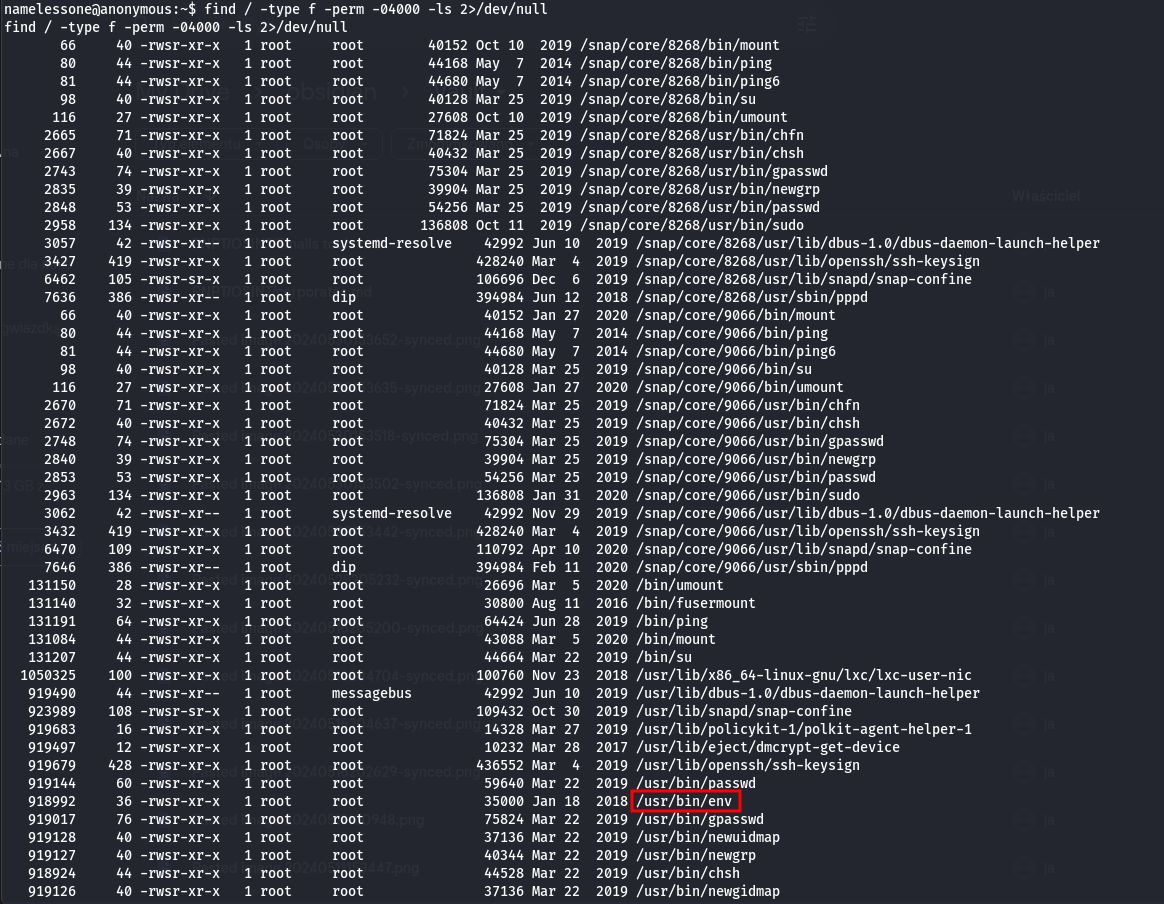 namelessone@anonymous:~$ find / -type f -perm -04000 -ls 2>/dev/null
find / -type f -perm -04000 -ls 2>/dev/null
66 40 -rwsr-xr-x 1 root root 40152 Oct 10 2019 /snap/core/8268/bin/mount
80 44 -rwsr-xr-x 1 root root 44168 May 7 2014 /snap/core/8268/bin/ping
81 44 -rwsr-xr-x 1 root root 44680 May 7 2014 /snap/core/8268/bin/ping6
98 40 -rwsr-xr-x 1 root root 40128 Mar 25 2019 /snap/core/8268/bin/su
116 27 -rwsr-xr-x 1 root root 27608 Oct 10 2019 /snap/core/8268/bin/umount
2665 71 -rwsr-xr-x 1 root root 71824 Mar 25 2019 /snap/core/8268/usr/bin/chfn
2667 40 -rwsr-xr-x 1 root root 40432 Mar 25 2019 /snap/core/8268/usr/bin/chsh
2743 74 -rwsr-xr-x 1 root root 75304 Mar 25 2019 /snap/core/8268/usr/bin/gpasswd
2835 39 -rwsr-xr-x 1 root root 39904 Mar 25 2019 /snap/core/8268/usr/bin/newgrp
2848 53 -rwsr-xr-x 1 root root 54256 Mar 25 2019 /snap/core/8268/usr/bin/passwd
2958 134 -rwsr-xr-x 1 root root 136808 Oct 11 2019 /snap/core/8268/usr/bin/sudo
3057 42 -rwsr-xr-- 1 root systemd-resolve 42992 Jun 10 2019 /snap/core/8268/usr/lib/dbus-1.0/dbus-daemon-launch-helper
3427 419 -rwsr-xr-x 1 root root 428240 Mar 4 2019 /snap/core/8268/usr/lib/openssh/ssh-keysign
6462 105 -rwsr-sr-x 1 root root 106696 Dec 6 2019 /snap/core/8268/usr/lib/snapd/snap-confine
7636 386 -rwsr-xr-- 1 root dip 394984 Jun 12 2018 /snap/core/8268/usr/sbin/pppd
66 40 -rwsr-xr-x 1 root root 40152 Jan 27 2020 /snap/core/9066/bin/mount
80 44 -rwsr-xr-x 1 root root 44168 May 7 2014 /snap/core/9066/bin/ping
81 44 -rwsr-xr-x 1 root root 44680 May 7 2014 /snap/core/9066/bin/ping6
98 40 -rwsr-xr-x 1 root root 40128 Mar 25 2019 /snap/core/9066/bin/su
116 27 -rwsr-xr-x 1 root root 27608 Jan 27 2020 /snap/core/9066/bin/umount
2670 71 -rwsr-xr-x 1 root root 71824 Mar 25 2019 /snap/core/9066/usr/bin/chfn
2672 40 -rwsr-xr-x 1 root root 40432 Mar 25 2019 /snap/core/9066/usr/bin/chsh
2748 74 -rwsr-xr-x 1 root root 75304 Mar 25 2019 /snap/core/9066/usr/bin/gpasswd
2840 39 -rwsr-xr-x 1 root root 39904 Mar 25 2019 /snap/core/9066/usr/bin/newgrp
2853 53 -rwsr-xr-x 1 root root 54256 Mar 25 2019 /snap/core/9066/usr/bin/passwd
2963 134 -rwsr-xr-x 1 root root 136808 Jan 31 2020 /snap/core/9066/usr/bin/sudo
3062 42 -rwsr-xr-- 1 root systemd-resolve 42992 Nov 29 2019 /snap/core/9066/usr/lib/dbus-1.0/dbus-daemon-launch-helper
3432 419 -rwsr-xr-x 1 root root 428240 Mar 4 2019 /snap/core/9066/usr/lib/openssh/ssh-keysign
6470 109 -rwsr-xr-x 1 root root 110792 Apr 10 2020 /snap/core/9066/usr/lib/snapd/snap-confine
7646 386 -rwsr-xr-- 1 root dip 394984 Feb 11 2020 /snap/core/9066/usr/sbin/pppd
131150 28 -rwsr-xr-x 1 root root 26696 Mar 5 2020 /bin/umount
131140 32 -rwsr-xr-x 1 root root 30800 Aug 11 2016 /bin/fusermount
131191 64 -rwsr-xr-x 1 root root 64424 Jun 28 2019 /bin/ping
131084 44 -rwsr-xr-x 1 root root 43088 Mar 5 2020 /bin/mount
131207 44 -rwsr-xr-x 1 root root 44664 Mar 22 2019 /bin/su
1050325 100 -rwsr-xr-x 1 root root 100760 Nov 23 2018 /usr/lib/x86_64-linux-gnu/lxc/lxc-user-nic
919490 44 -rwsr-xr-- 1 root messagebus 42992 Jun 10 2019 /usr/lib/dbus-1.0/dbus-daemon-launch-helper
923989 108 -rwsr-sr-x 1 root root 109432 Oct 30 2019 /usr/lib/snapd/snap-confine
919683 16 -rwsr-xr-x 1 root root 14328 Mar 27 2019 /usr/lib/policykit-1/polkit-agent-helper-1
919497 12 -rwsr-xr-x 1 root root 10232 Mar 28 2017 /usr/lib/eject/dmcrypt-get-device
919679 428 -rwsr-xr-x 1 root root 436552 Mar 4 2019 /usr/lib/openssh/ssh-keysign
919144 60 -rwsr-xr-x 1 root root 59640 Mar 22 2019 /usr/bin/passwd
918992 36 -rwsr-xr-x 1 root root 35000 Jan 18 2018 /usr/bin/env
919017 76 -rwsr-xr-x 1 root root 75824 Mar 22 2019 /usr/bin/gpasswd
919128 40 -rwsr-xr-x 1 root root 37136 Mar 22 2019 /usr/bin/newuidmap
919127 40 -rwsr-xr-x 1 root root 40344 Mar 22 2019 /usr/bin/newgrp
918924 44 -rwsr-xr-x 1 root root 44528 Mar 22 2019 /usr/bin/chsh
919126 40 -rwsr-xr-x 1 root root 37136 Mar 22 2019 /usr/bin/newgidmap